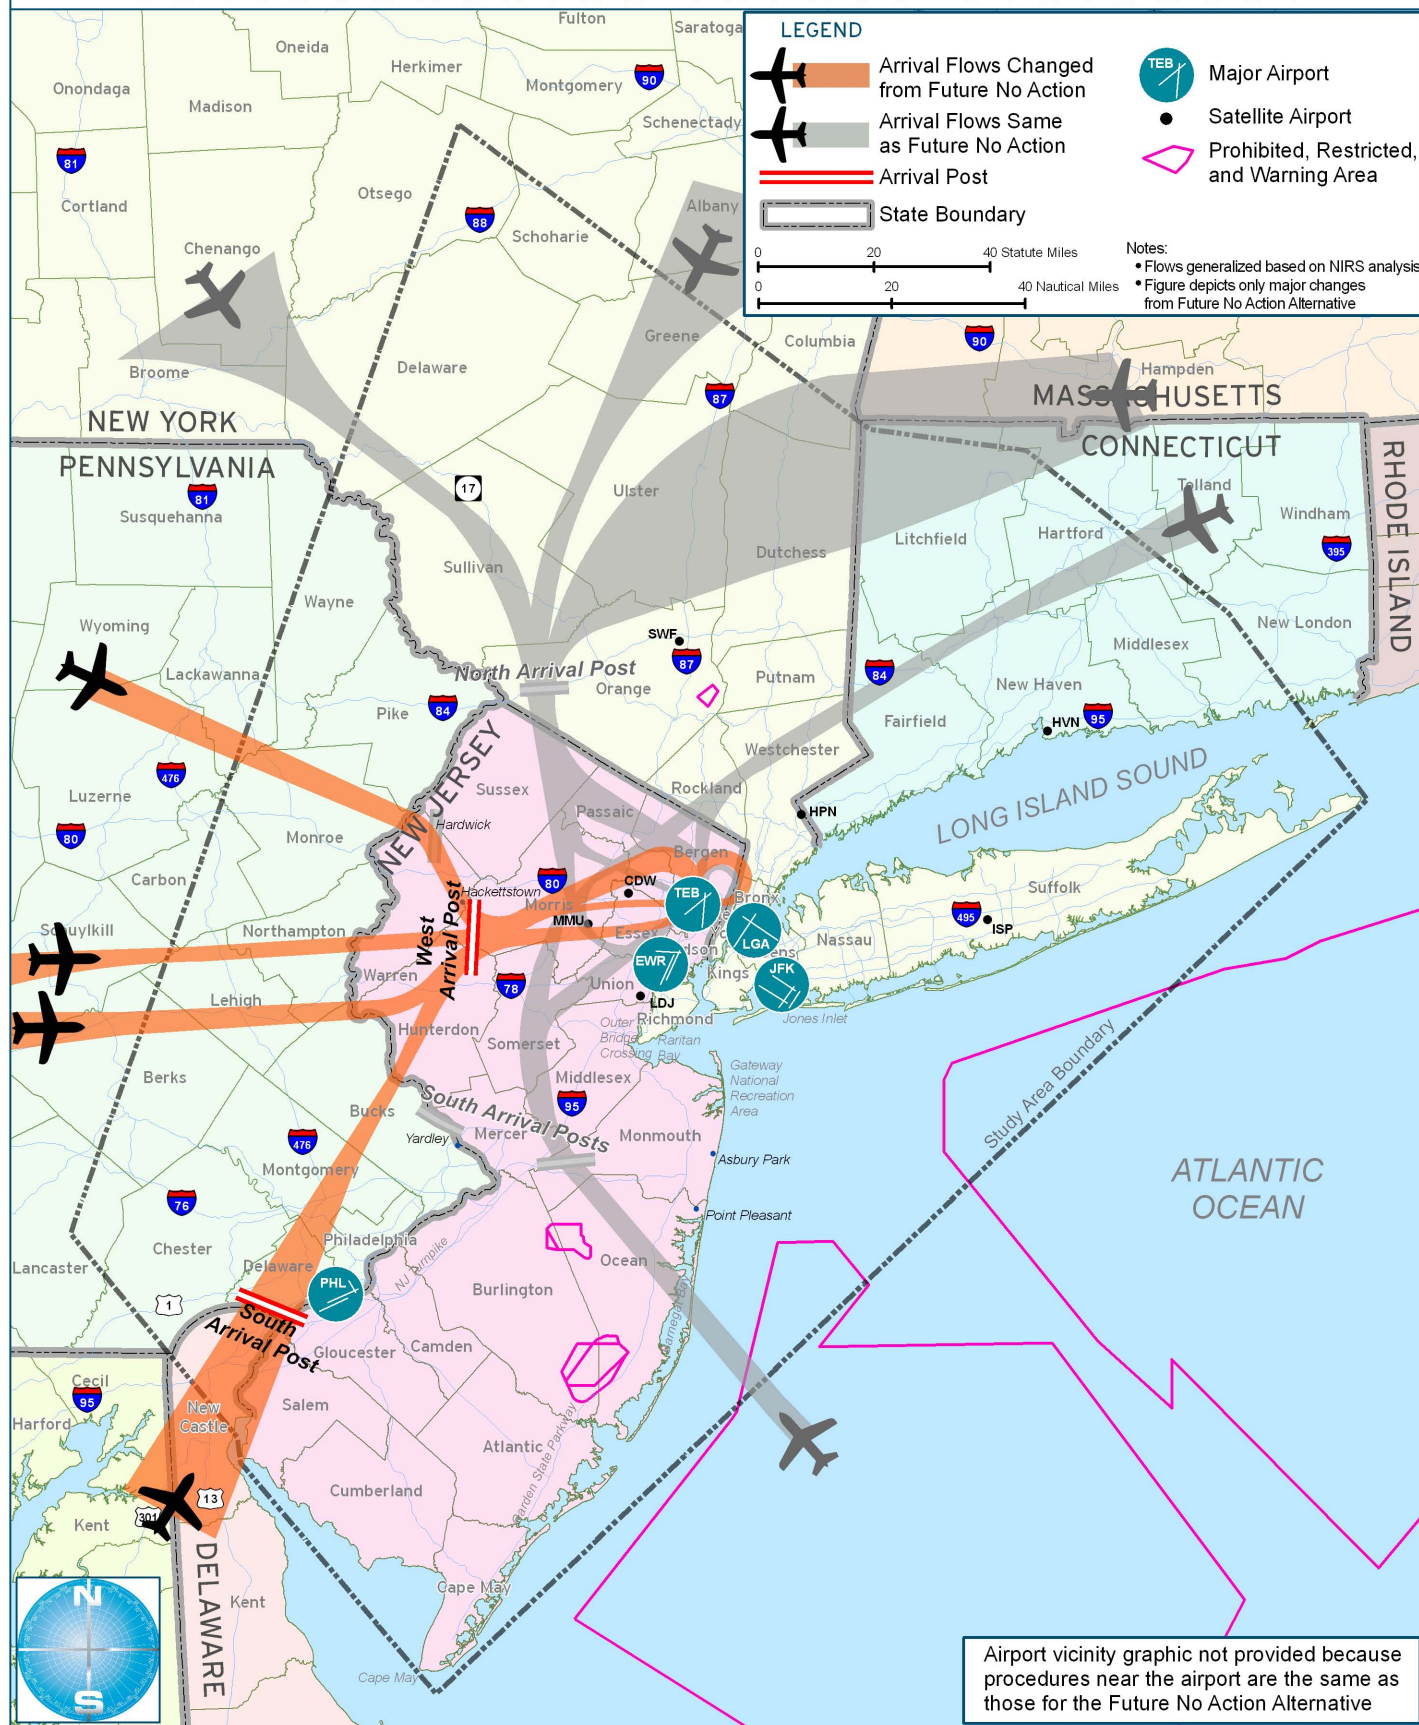 LEGEND
Arrival Flows Changed
from Future No Action
Arrival Flows Same
as Future No Action
Arrival Post
State Boundary
TEB
Major Airport
Satellite Airport
Prohibited, Restricted,
and Warning Area
0 20 40 Statute Miles
0 20 40 Nautical Miles
Notes:
• Flows generalized based on NIRS analysis
• Figure depicts only major changes
from Future No Action Alternative
Fulton
Saratoga
Oneida
Herkimer
Montgomery
90
Onondaga
Madison
Schenectady
81
Otsego
Albany
Cortland
88
Schoharie
Chenango
Greene
Columbia
90
Broome
Delaware
87
Hampden
MASSACHUSETTS
NEW YORK
CONNECTICUT
PENNSYLVANIA
RHODE ISLAND
81
17
Ulster
Tolland
Susquehanna
Windham
Litchfield
Hartford
395
Dutchess
Sullivan
Wayne
Wyoming
SWF
New London
Middlesex
Lackawanna
North Arrival Post
87
84
Orange
Putnam
New Haven
Pike
84
Fairfield
95
HVN
NEW JERSEY
Westchester
476
Sussex
Rockland
LONG ISLAND SOUND
Luzerne
Passaic
HPN
80
Monroe
Hardwick
Bergen
Carbon
80
CDW
Hackettstown
TEB
Suffolk
Morris
Bronx
495
MMU
ISP
Schuylkill
Northampton
West
Arrival Post
Essex
LGA
Nassau
Warren
EWR
JFK
Kings
78
Union
Lehigh
LDJ
Hunterdon
Richmond
Jones Inlet
Outer
Bridge
Crossing
Raritan
Bay
Somerset
Berks
Middlesex
Gateway
National
Recreation
Area
Study Area Boundary
Bucks
95
South Arrival Posts
476
Yardley
Mercer
Monmouth
Montgomery
Asbury Park
ATLANTIC
OCEAN
76
Point Pleasant
Chester
Philadelphia
Lancaster
Delaware
NJ Turnpike
Ocean
PHL
Burlington
1
South
Arrival Post
Barnegat Bay
Gloucester
Camden
Cecil
95
New
Castle
Salem
Harford
Atlantic
Garden State Parkway
Cumberland
13
301
Kent
DELAWARE
Cape May
Kent
N
S
Cape May
Airport vicinity graphic not provided because
procedures near the airport are the same as
those for the Future No Action Alternative